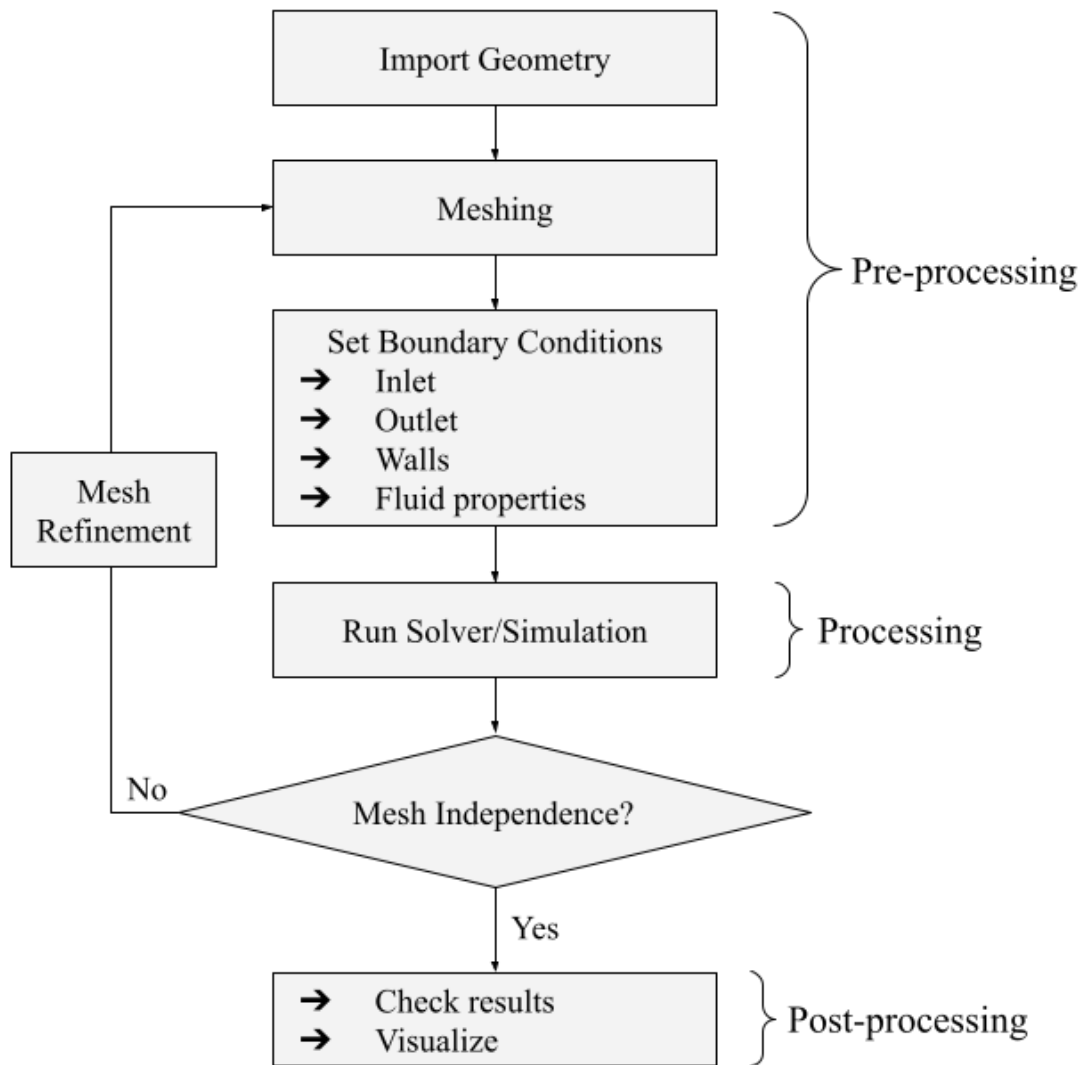 Import Geometry
Meshing
Pre-processing
Set Boundary Conditions
➔ Inlet
➔ Outlet
➔ Walls
➔ Fluid properties
Mesh
Refinement
Run Solver/Simulation
Processing
No
Mesh Independence?
Yes
➔ Check results
➔ Visualize
Post-processing